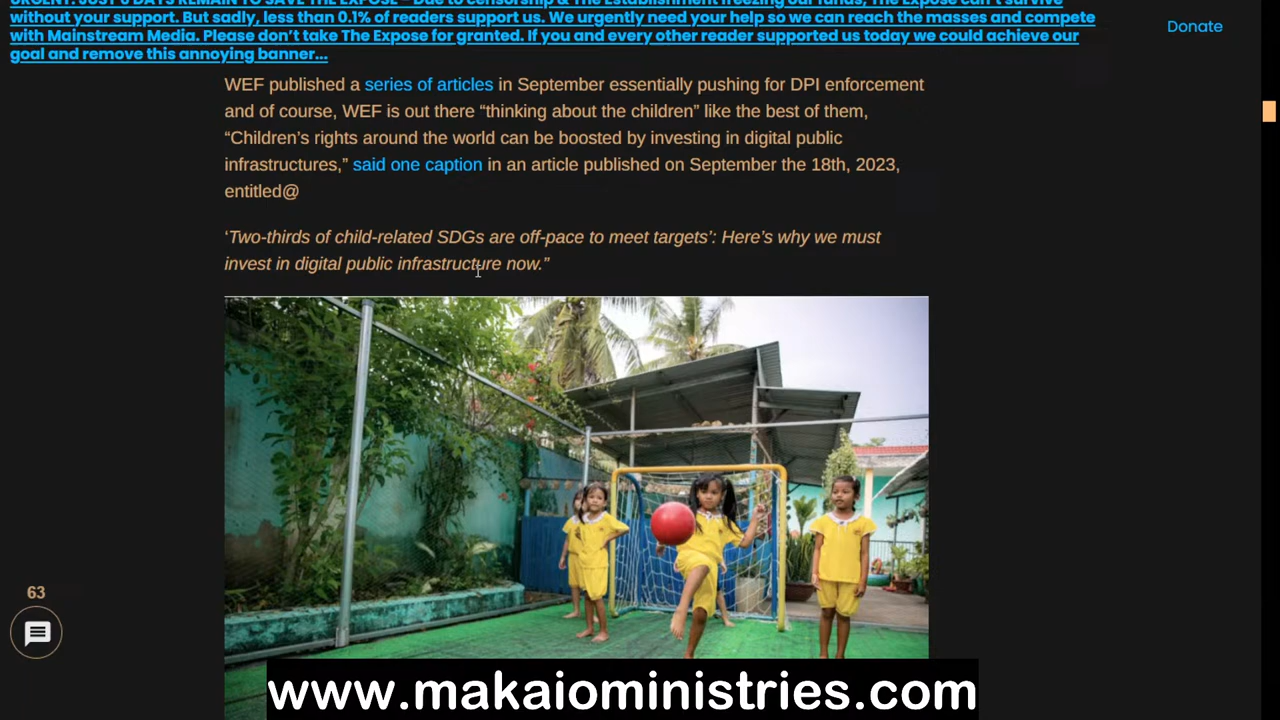 URGENT: JUST 6 DAYS REMAIN TO SAVE THE EXPOSE – Due to censorship & The Establishment freezing our funds, The Expose can't survive
without your support. But sadly, less than 0.1% of readers support us. We urgently need your help so we can reach the masses and compete
with Mainstream Media. Please don't take The Expose for granted. If you and every other reader supported us today we could achieve our
goal and remove this annoying banner...
Donate
WEF published a series of articles in September essentially pushing for DPI enforcement
and of course, WEF is out there “thinking about the children” like the best of them,
“Children’s rights around the world can be boosted by investing in digital public
infrastructures,” said one caption in an article published on September the 18th, 2023,
entitled@
‘Two-thirds of child-related SDGs are off-pace to meet targets’: Here’s why we must
invest in digital public infrastructure now.”
63
www.makaiominstries.com